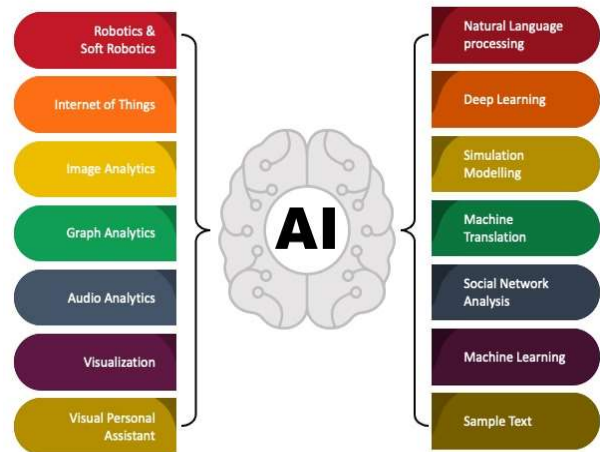 Robotics &
Soft Robotics
Internet of Things
Image Analytics
Graph Analytics
Audio Analytics
Visualization
Visual Personal
Assistant
AI
Natural Language
processing
Deep Learning
Simulation
Modelling
Machine
Translation
Social Network
Analysis
Machine Learning
Sample Text